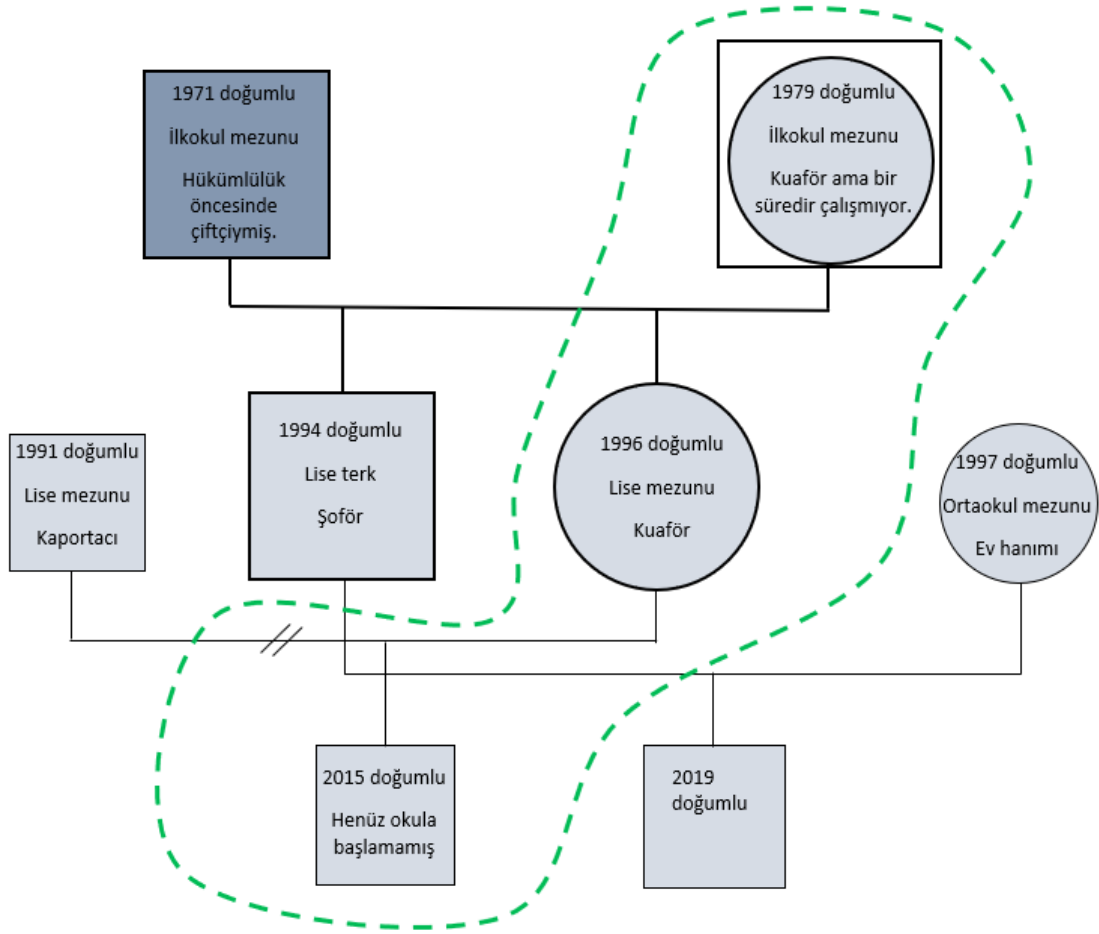 1971 doğumlu
İlkokul mezunu
Hükümlülük
öncesinde
çiftçiymiş.
1979 doğumlu
İlkokul mezunu
Kuaför ama bir
süredir çalışmıyor.
1991 doğumlu
Lise mezunu
Kaportacı
1994 doğumlu
Lise terk
Şoför
1996 doğumlu
Lise mezunu
Kuaför
1997 doğumlu
Ortaokul mezunu
Ev hanımı
2015 doğumlu
Henüz okula
başlamamış
2019
doğumlu